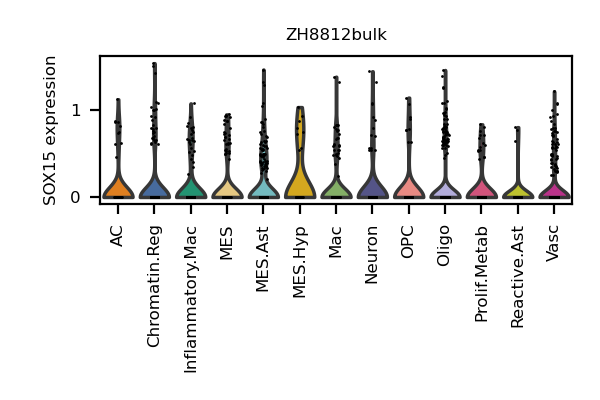 ZH8812bulk
SOX15 expression
1
0
AC
Chromatin.Reg
Inflammatory.Mac
MES
MES.Ast
MES.Hyp
Mac
Neuron
OPC
Oligo
Prolif.Metab
Reactive.Ast
Vasc